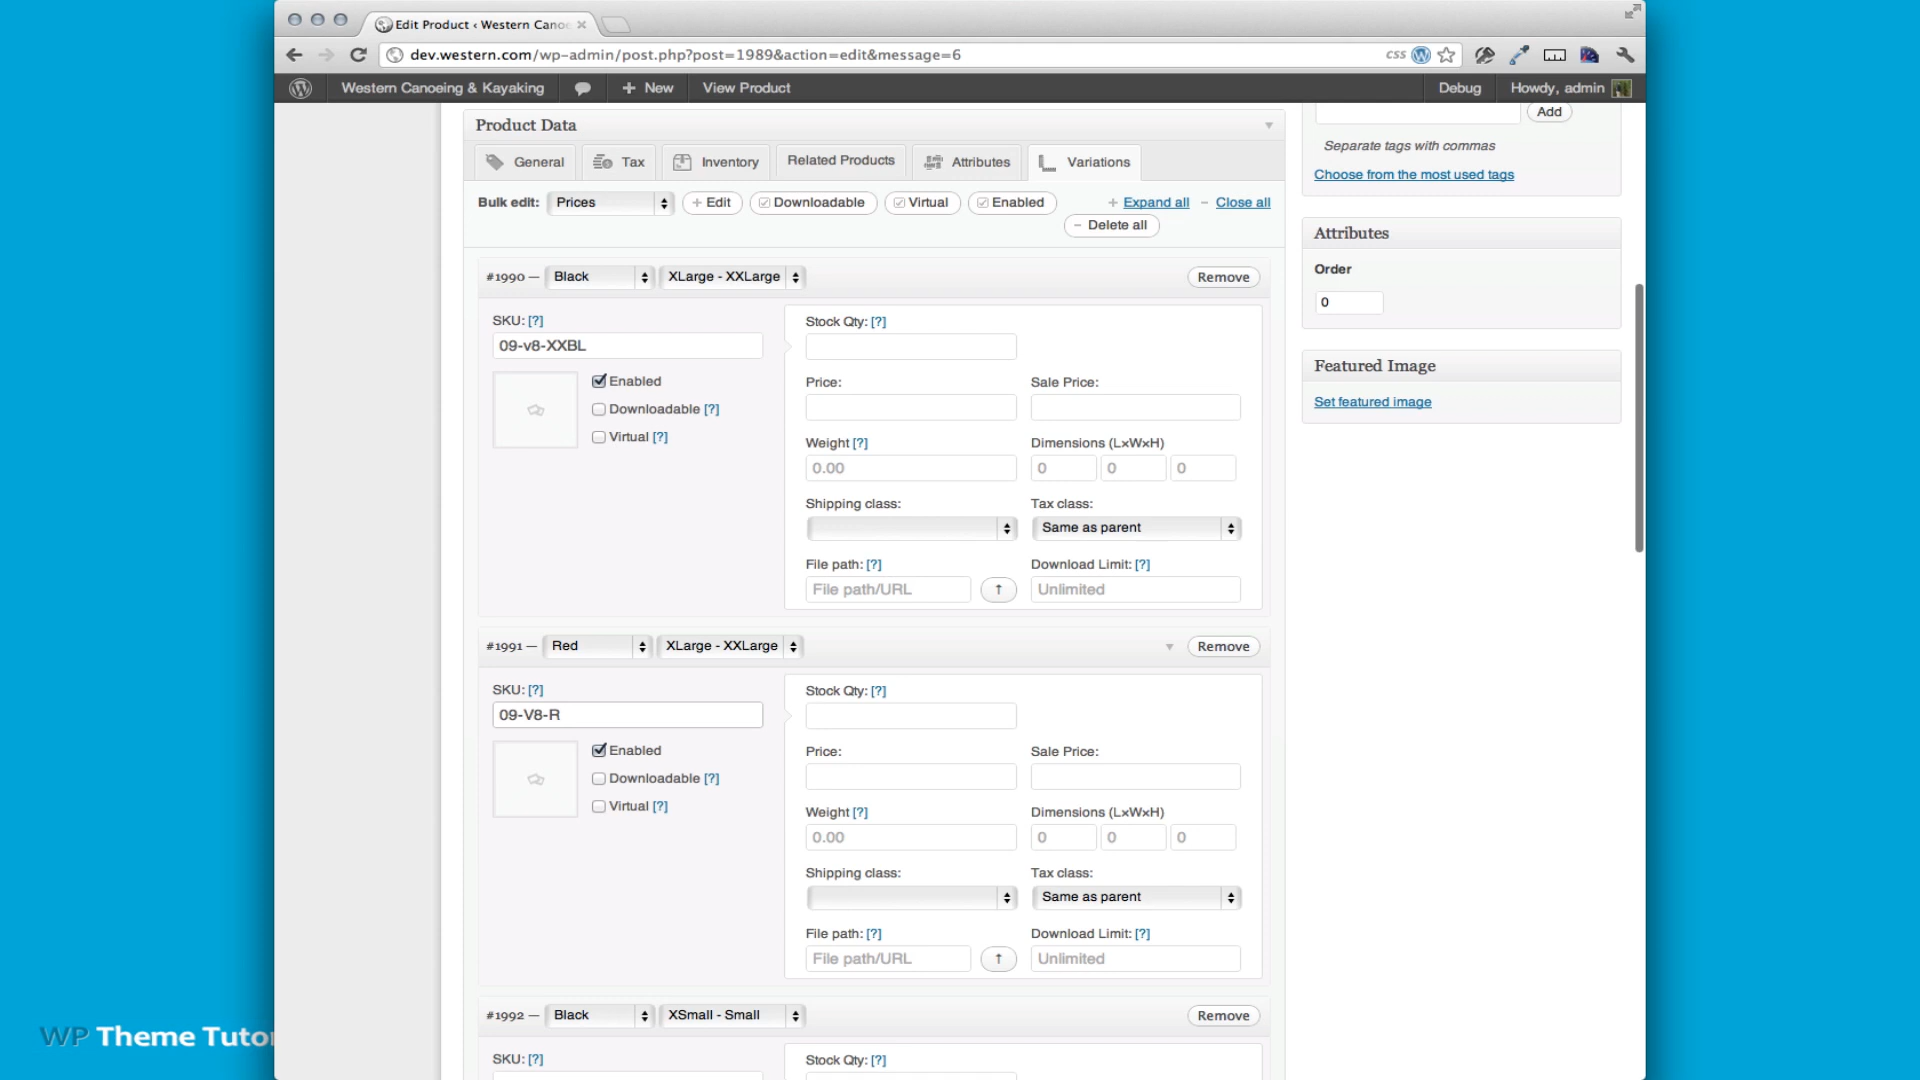 Edit Product ‹ Western Cano
dev.western.com/wp-admin/post.php?post=1989&action=edit&message=6
css
Western Canoeing & Kayaking
+ New
View Product
Debug
Howdy, admin
Product Data
General
Tax
Inventory
Related Products
Attributes
Variations
Bulk edit:
Prices
+ Edit
Downloadable
Virtual
Enabled
+ Expand all
– Close all
– Delete all
Add
Separate tags with commas
Choose from the most used tags
Attributes
Order
0
Featured Image
Set featured image
#1990 —
Black
XLarge - XXLarge
Remove
SKU: [?]
09-v8-XXBL
Enabled
Downloadable [?]
Virtual [?]
Stock Qty: [?]
Price:
Sale Price:
Weight [?]
0.00
Dimensions (L×W×H)
0 0 0
Shipping class:
Tax class:
Same as parent
File path: [?]
File path/URL
↑
Download Limit: [?]
Unlimited
#1991 —
Red
XLarge - XXLarge
Remove
SKU: [?]
09-V8-R
Enabled
Downloadable [?]
Virtual [?]
Stock Qty: [?]
Price:
Sale Price:
Weight [?]
0.00
Dimensions (L×W×H)
0 0 0
Shipping class:
Tax class:
Same as parent
File path: [?]
File path/URL
↑
Download Limit: [?]
Unlimited
#1992 —
Black
XSmall - Small
Remove
SKU: [?]
Stock Qty: [?]
WP Theme Tutor